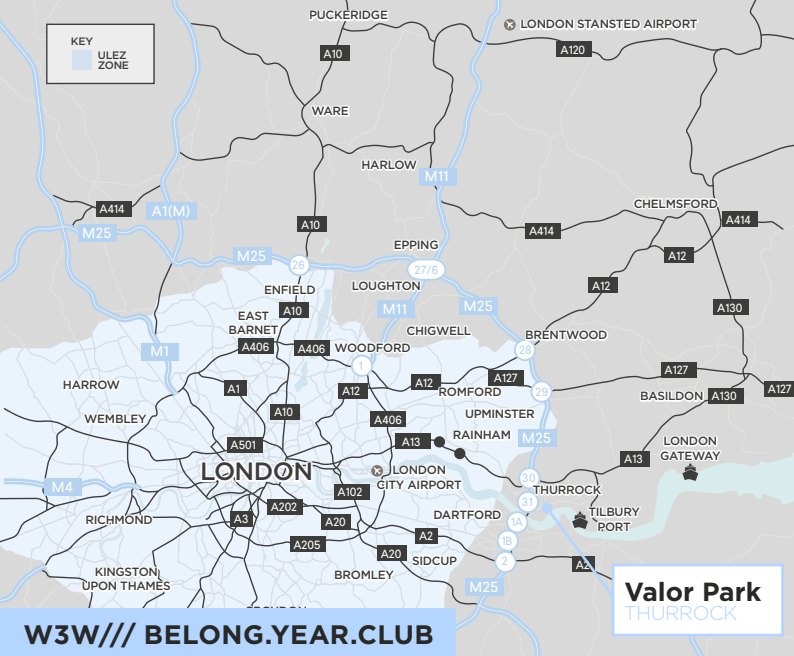 PUCKERIDGE
LONDON STANSTED AIRPORT
KEY
ULEZ
ZONE
A10
A120
WARE
HARLOW
M11
A414
A1(M)
CHELMSFORD
M25
A10
A414
A414
EPPING
M25
A12
26
27/6
ENFIELD
LOUGHTON
A12
A10
M11
M25
A130
EAST
BARNET
CHIGWELL
BRENTWOOD
A406
A406
WOODFORD
28
M1
1
A127
HARROW
A12
A127
A1
A12
ROMFORD
29
BASILDON
A130
A127
WEMBLEY
A10
A406
UPMINSTER
A501
A13
RAINHAM
M25
LONDON
GATEWAY
LONDON
A13
LONDON
CITY AIRPORT
M4
A102
30
THURROCK
A202
31
RICHMOND
A3
A20
DARTFORD
1A
TILBURY
PORT
A205
A2
1B
A20
SIDCUP
2
A2
KINGSTON
UPON THAMES
BROMLEY
M25
Valor Park
THURROCK
W3W/// BELONG.YEAR.CLUB